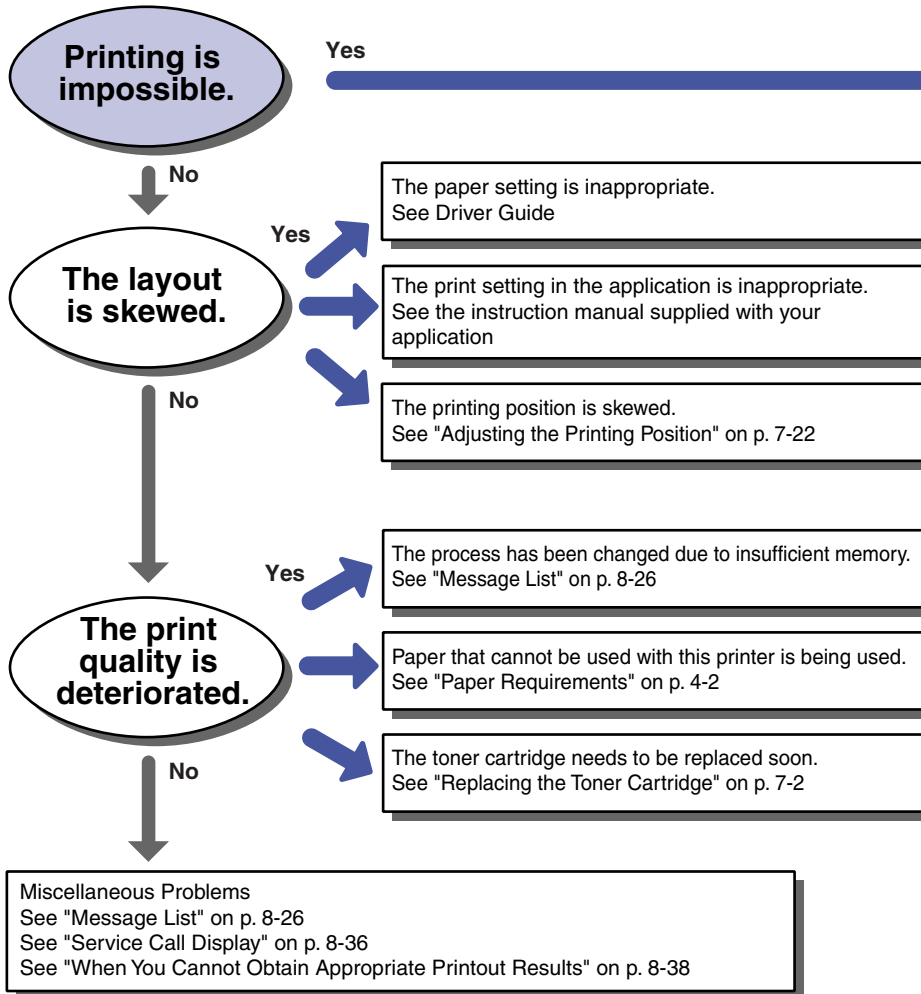 Printing is
impossible.
Yes
No
The layout
is skewed.
Yes
The paper setting is inappropriate.
See Driver Guide
The print setting in the application is inappropriate.
See the instruction manual supplied with your
application
The printing position is skewed.
See "Adjusting the Printing Position" on p. 7-22
No
The print
quality is
deteriorated.
Yes
The process has been changed due to insufficient memory.
See "Message List" on p. 8-26
Paper that cannot be used with this printer is being used.
See "Paper Requirements" on p. 4-2
The toner cartridge needs to be replaced soon.
See "Replacing the Toner Cartridge" on p. 7-2
No
Miscellaneous Problems
See "Message List" on p. 8-26
See "Service Call Display" on p. 8-36
See "When You Cannot Obtain Appropriate Printout Results" on p. 8-38